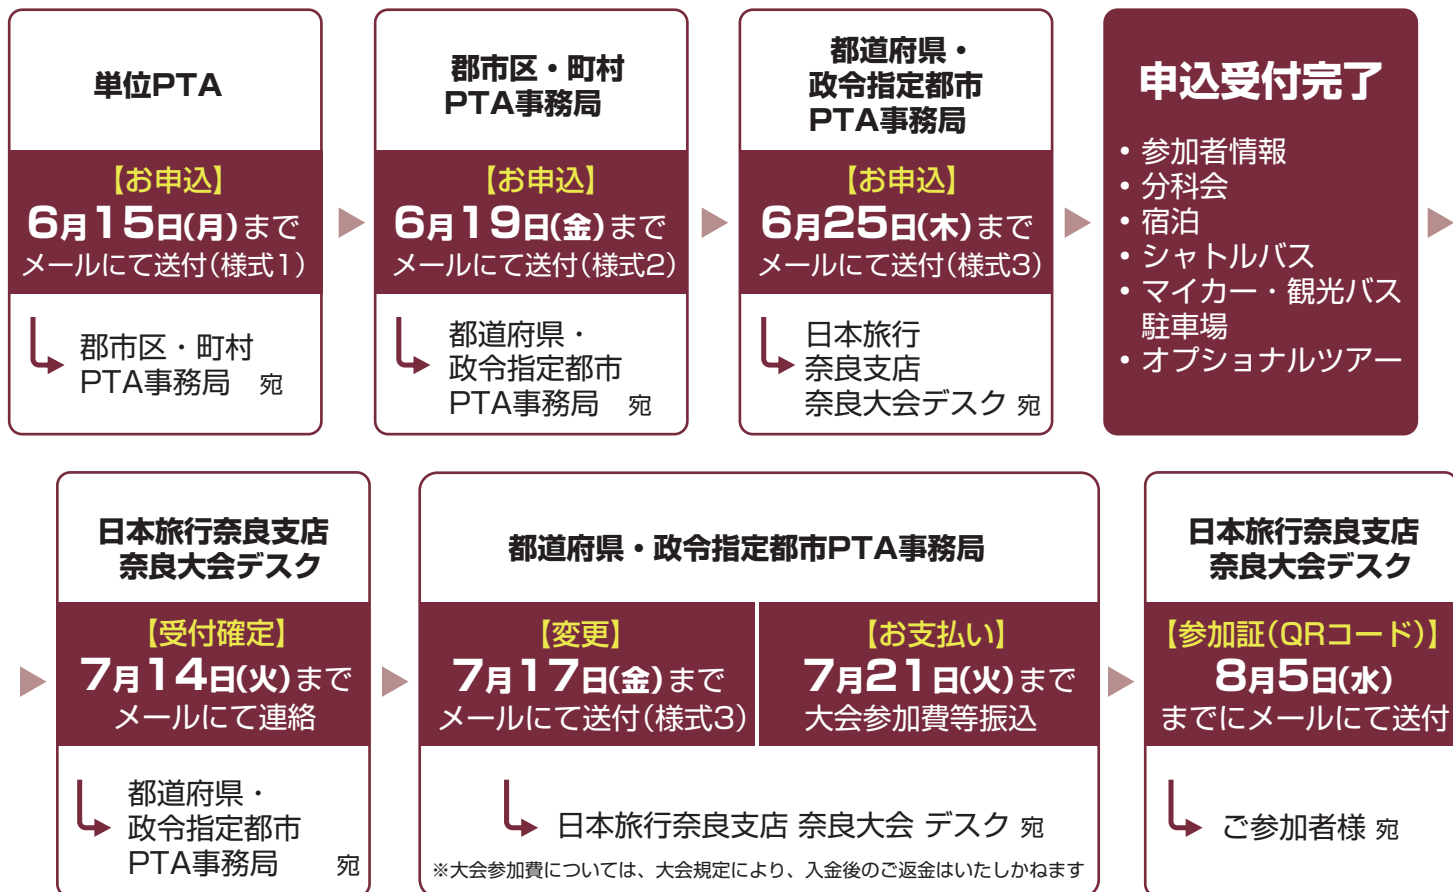 単位PTA
【お申込】
6月15日(月)まで
メールにて送付(様式1)
郡市区・町村
PTA事務局 宛
郡市区・町村
PTA事務局
【お申込】
6月19日(金)まで
メールにて送付(様式2)
都道府県・
政令指定都市
PTA事務局 宛
都道府県・
政令指定都市
PTA事務局
【お申込】
6月25日(木)まで
メールにて送付(様式3)
日本旅行
奈良支店
奈良大会デスク 宛
申込受付完了
・参加者情報
・分科会
・宿泊
・シャトルバス
・マイカー・観光バス
駐車場
・オプショナルツアー
日本旅行奈良支店
奈良大会デスク
【受付確定】
7月14日(火)まで
メールにて連絡
都道府県・
政令指定都市
PTA事務局 宛
都道府県・政令指定都市PTA事務局
【変更】
7月17日(金)まで
メールにて送付(様式3)
【お支払い】
7月21日(火)まで
大会参加費等振込
日本旅行奈良支店 奈良大会 デスク 宛
※大会参加費については、大会規定により、入金後のご返金はいたしかねます
日本旅行奈良支店
奈良大会デスク
【参加証(QRコード)】
8月5日(水)
までにメールにて送付
ご参加者様 宛